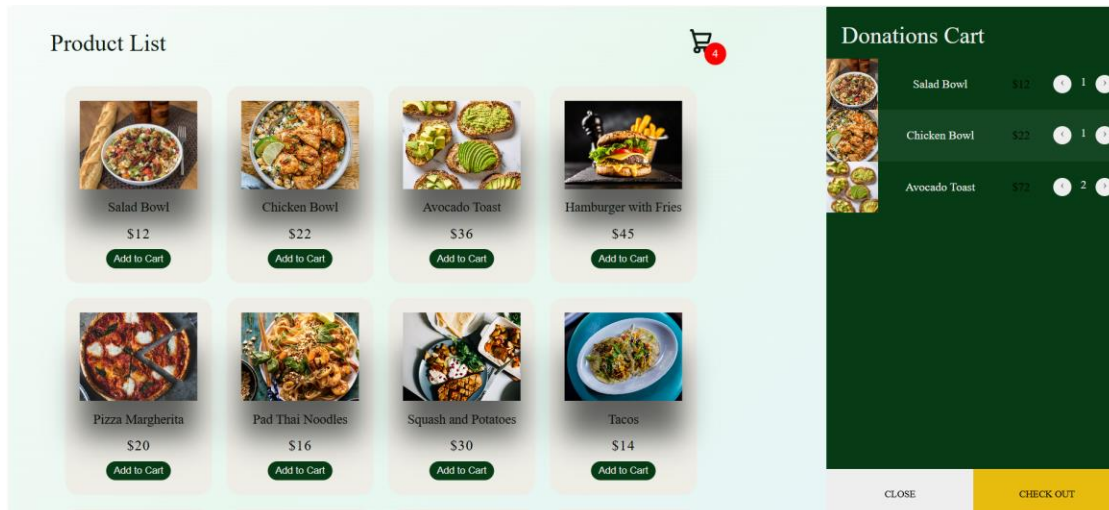 Product List
4
Salad Bowl
$12
Add to Cart
Chicken Bowl
$22
Add to Cart
Avocado Toast
$36
Add to Cart
Hamburger with Fries
$45
Add to Cart
Pizza Margherita
$20
Add to Cart
Pad Thai Noodles
$16
Add to Cart
Squash and Potatoes
$30
Add to Cart
Tacos
$14
Add to Cart
Donations Cart
Salad Bowl $12 < 1 >
Chicken Bowl $22 < 1 >
Avocado Toast $72 < 2 >
CLOSE
CHECK OUT